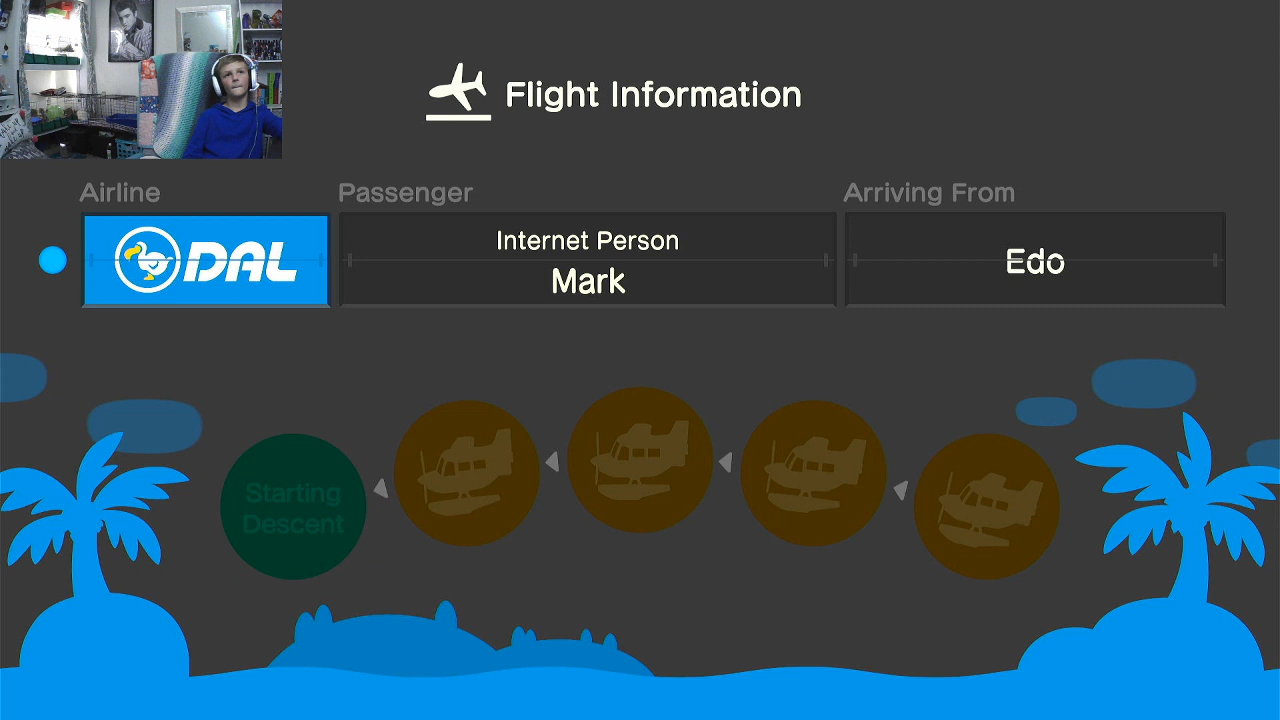 Flight Information
Airline
Passenger
Arriving From
DAL
Internet Person
Mark
Edo
Starting
Descent